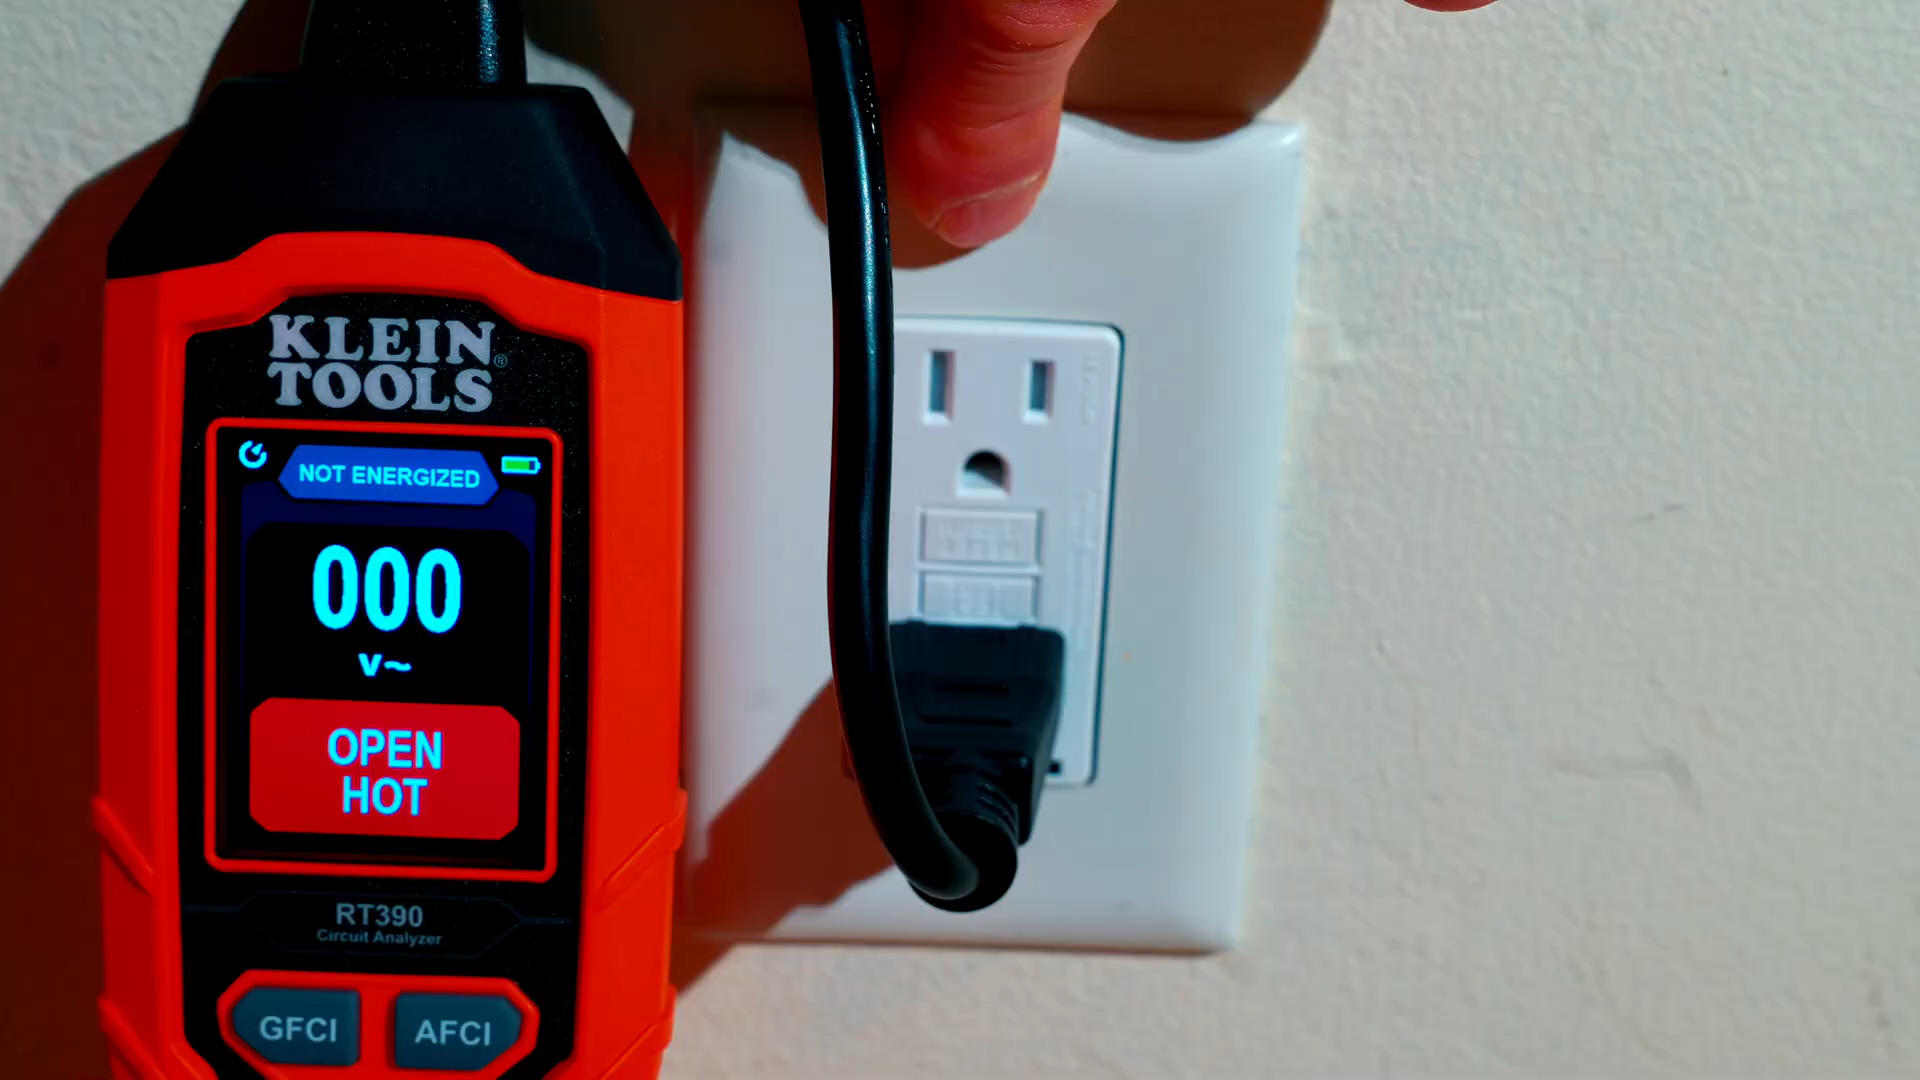 KLEIN
TOOLS®
NOT ENERGIZED
000
V~
OPEN
HOT
RT390
Circuit Analyzer
GFCI
AFCI